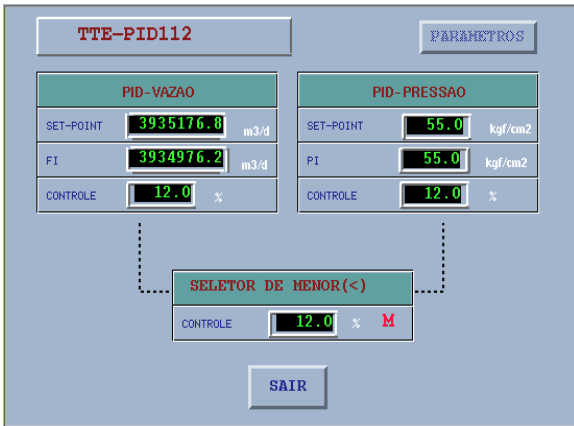 TTE-PID112
PARAMETROS
PID-VAZAO
SET-POINT 3935176.8 m3/d
FI 3934976.2 m3/d
CONTROLE 12.0 %
PID-PRESSAO
SET-POINT 55.0 kgf/cm2
PI 55.0 kgf/cm2
CONTROLE 12.0 %
SELETOR DE MENOR(<)
CONTROLE 12.0 % M
SAIR